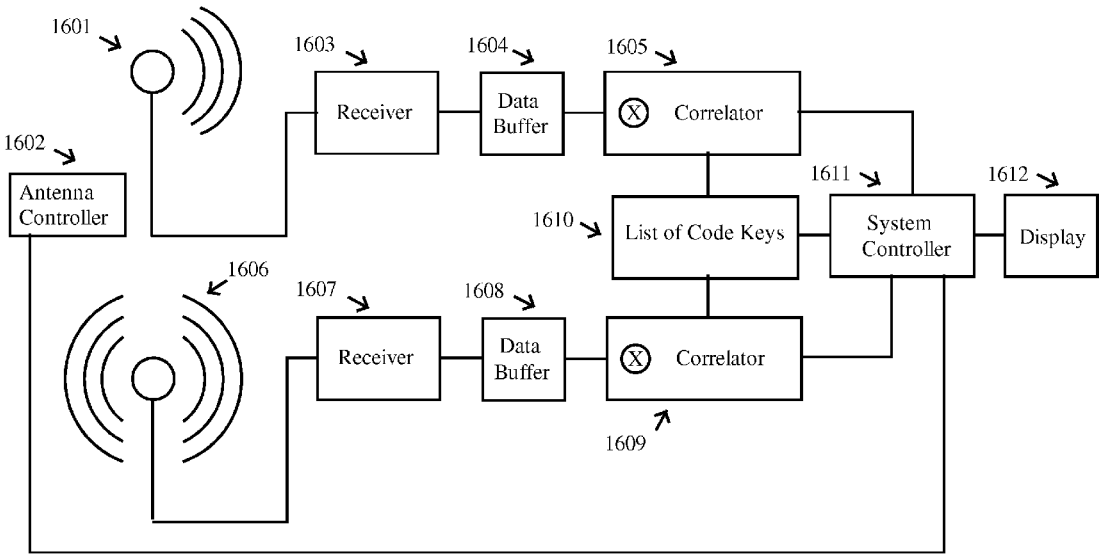 1601
1603
1604
1605
Receiver
Data
Buffer
X
Correlator
1602
Antenna
Controller
1610
List of Code Keys
1611
System
Controller
1612
Display
1606
1607
1608
Receiver
Data
Buffer
X
Correlator
1609